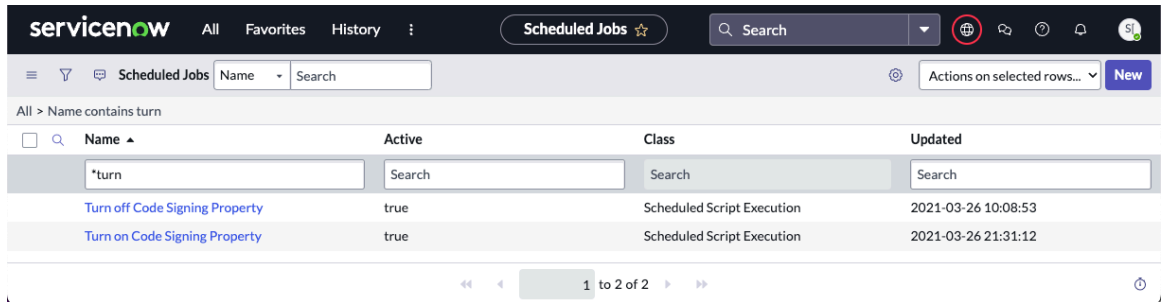 servicenow All Favorites History Scheduled Jobs Search
Scheduled Jobs Name Search Actions on selected rows... New
All > Name contains turn
Name Active Class Updated
*turn Search Search Search
Turn off Code Signing Property true Scheduled Script Execution 2021-03-26 10:08:53
Turn on Code Signing Property true Scheduled Script Execution 2021-03-26 21:31:12
1 to 2 of 2